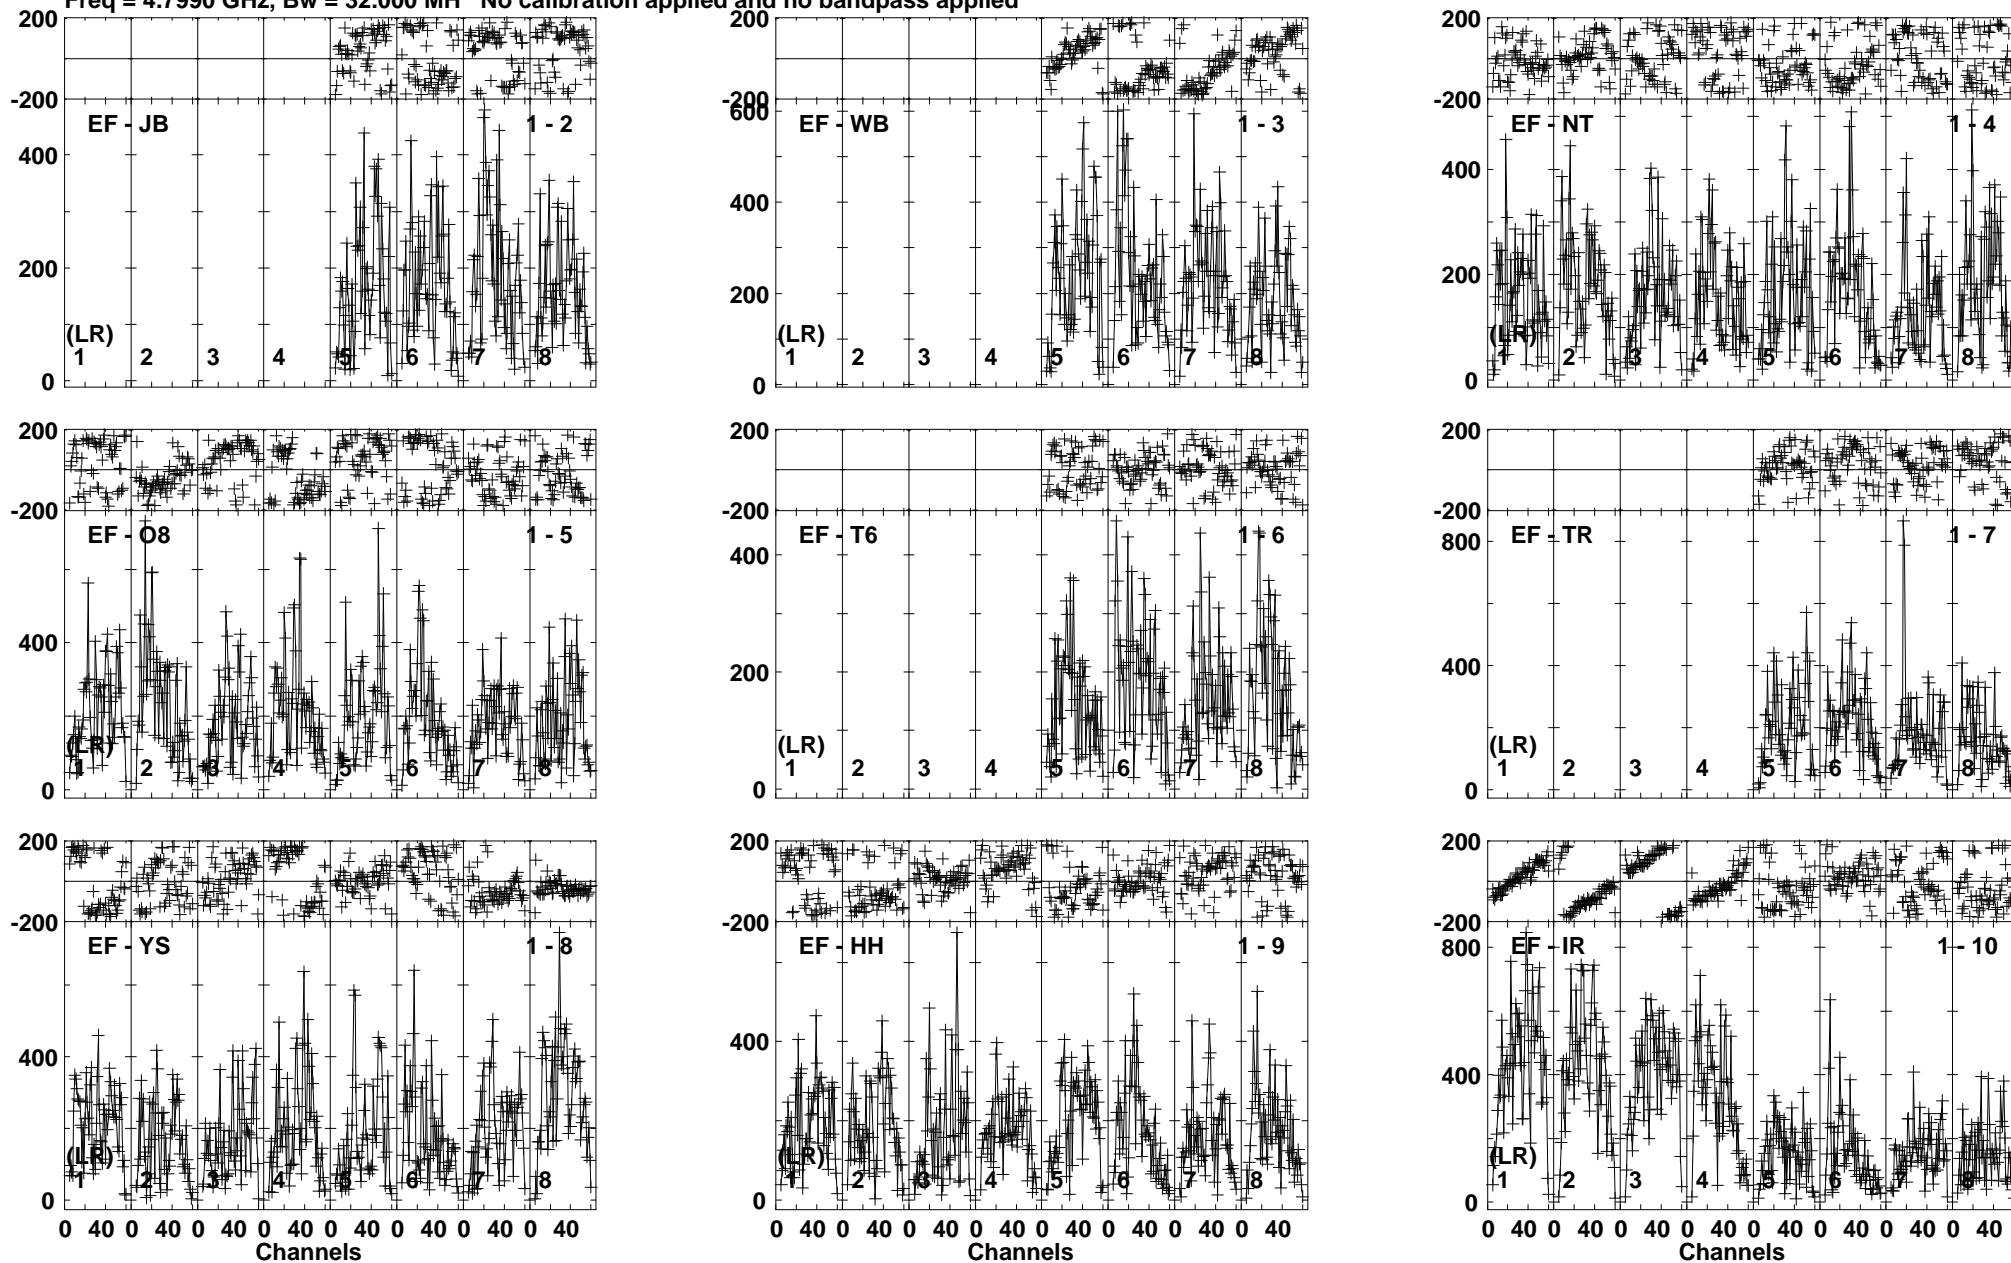 Freq = 4.7990 GHz, Bw = 32.000 MH No calibration applied and no bandpass applied
200
-200
EF - JB 1 - 2
400
200
0
(LR)
1 2 3 4 5 6 7 8
200
-200
600
EF - WB 1 - 3
400
200
0
(LR)
1 2 3 4 5 6 7 8
200
-200
EF - NT 1 - 4
400
200
0
(LR)
1 2 3 4 5 6 7 8
200
-200
EF - O8 1 - 5
400
0
(LR)
1 2 3 4 5 6 7 8
200
-200
EF - T6 1 - 6
400
200
0
(LR)
1 2 3 4 5 6 7 8
200
-200
800
EF - TR 1 - 7
400
0
(LR)
1 2 3 4 5 6 7 8
200
-200
EF - YS 1 - 8
400
0
(LR)
1 2 3 4 5 6 7 8
0 40 0 40 0 40 0 40 0 40 0 40 0 40 0 40
Channels
200
-200
EF - HH 1 - 9
400
0
(LR)
1 2 3 4 5 6 7 8
0 40 0 40 0 40 0 40 0 40 0 40 0 40 0 40
200
-200
800
EF - IR 1 - 10
400
0
(LR)
1 2 3 4 5 6 7 8
0 40 0 40 0 40 0 40 0 40 0 40 0 40 0 40
Channels